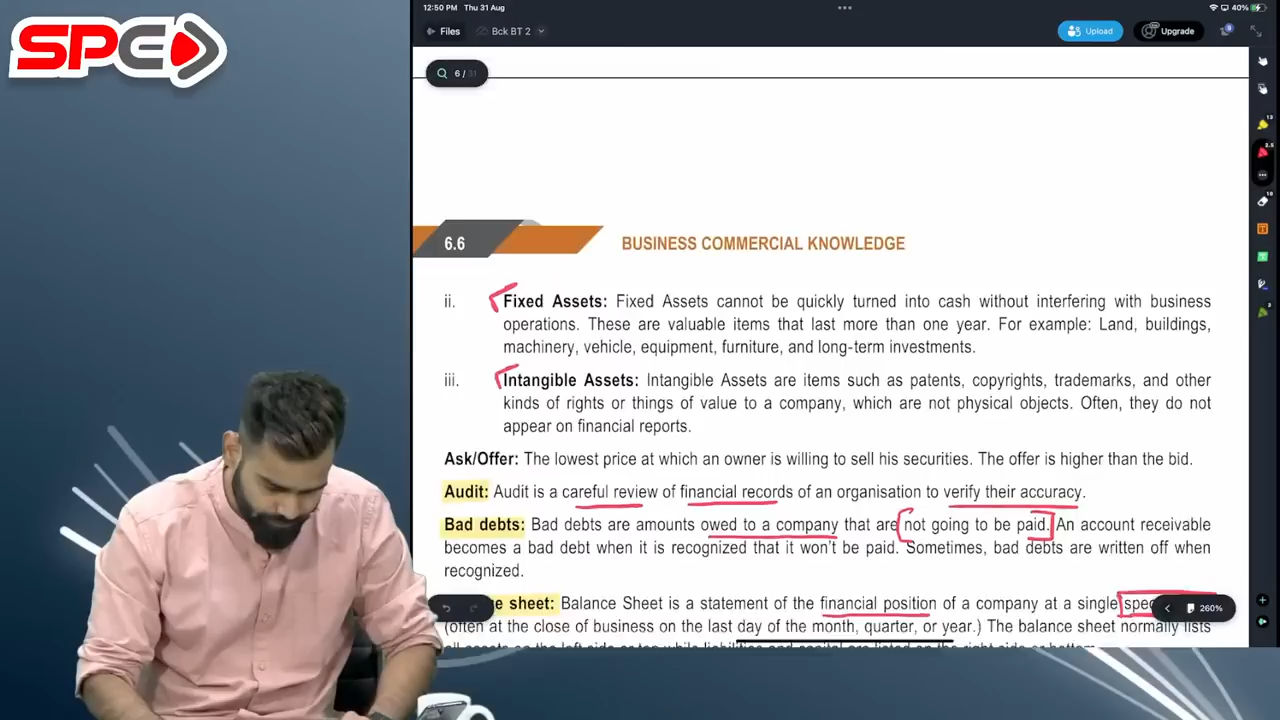 SPC
12:50 PM Thu 31 Aug
40%
Files
Bck BT 2
Upload
Upgrade
6 / 31
6.6
BUSINESS COMMERCIAL KNOWLEDGE
ii. Fixed Assets: Fixed Assets cannot be quickly turned into cash without interfering with business
operations. These are valuable items that last more than one year. For example: Land, buildings,
machinery, vehicle, equipment, furniture, and long-term investments.
iii. Intangible Assets: Intangible Assets are items such as patents, copyrights, trademarks, and other
kinds of rights or things of value to a company, which are not physical objects. Often, they do not
appear on financial reports.
Ask/Offer: The lowest price at which an owner is willing to sell his securities. The offer is higher than the bid.
Audit: Audit is a careful review of financial records of an organisation to verify their accuracy.
Bad debts: Bad debts are amounts owed to a company that are not going to be paid. An account receivable
becomes a bad debt when it is recognized that it won't be paid. Sometimes, bad debts are written off when
recognized.
sheet: Balance Sheet is a statement of the financial position of a company at a single
260%
(often at the close of business on the last day of the month, quarter, or year.) The balance sheet normally lists